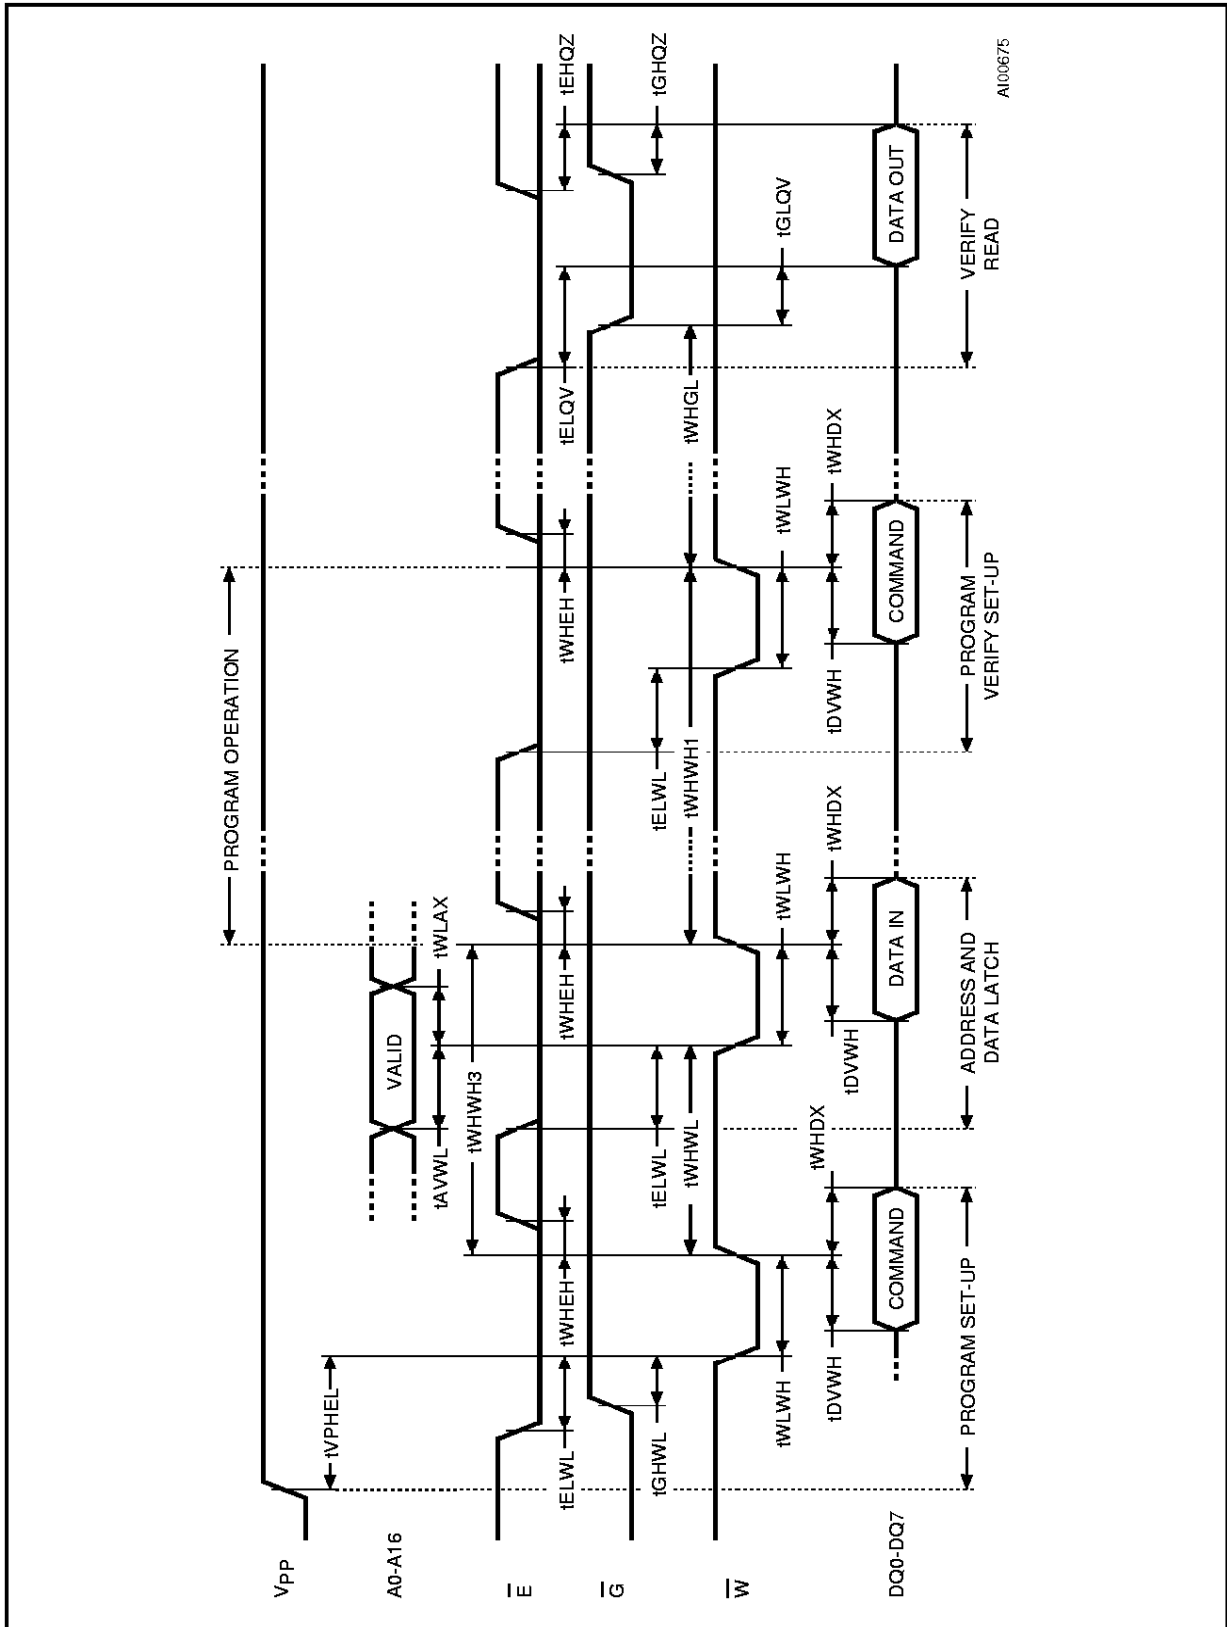 VPP
A0-A16
E
G
W
DQ0-DQ7
PROGRAM OPERATION
tVPHEL
VALID
tAVWL
tWLAX
tWHWH3
tELWL
tWHEH
tWHEH
tWHEH
tELQV
tEHQZ
tGHWL
tELWL
tELWL
tGHQZ
tWHWL
tWHWH1
tWHGL
tWLWH
tWLWH
tWLWH
tGLQV
tDVWH
tWHDX
tDVWH
tWHDX
tDVWH
tWHDX
COMMAND
DATA IN
COMMAND
DATA OUT
PROGRAM SET-UP
ADDRESS AND
DATA LATCH
PROGRAM
VERIFY SET-UP
VERIFY
READ
AI00675